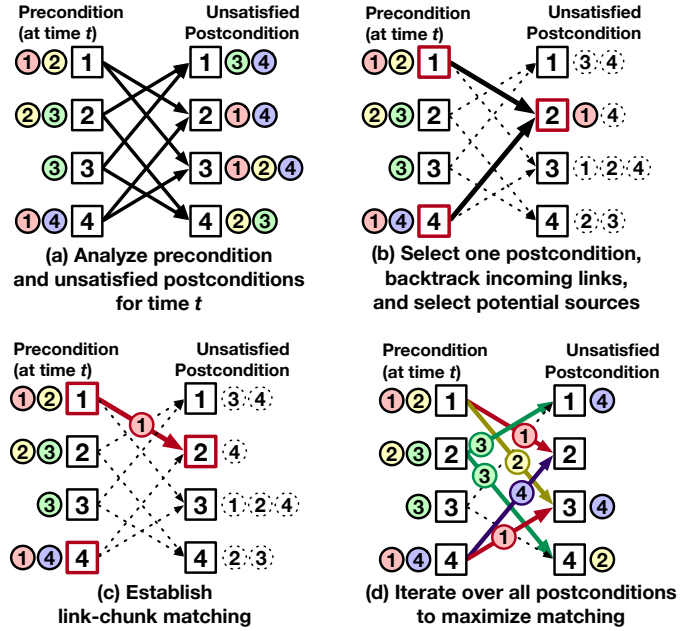 Precondition
(at time t)
Unsatisfied
Postcondition
1 2 1 1 3 4
2 3 2 2 1 4
3 3 3 1 2 4
1 4 4 4 2 3
(a) Analyze precondition
and unsatisfied postconditions
for time t
Precondition
(at time t)
Unsatisfied
Postcondition
1 2 1 1 3 4
2 3 2 2 1 4
3 3 3 1 2 4
1 4 4 4 2 3
(b) Select one postcondition,
backtrack incoming links,
and select potential sources
Precondition
(at time t)
Unsatisfied
Postcondition
1 2 1 1 3 4
1
2 3 2 2 4
3 3 3 1 2 4
1 4 4 4 2 3
(c) Establish
link-chunk matching
Precondition
(at time t)
Unsatisfied
Postcondition
1 2 1 1 4
1
3
2 3 2 2 
2
3
4
3 3 3 4
1
1 4 4 4 2
(d) Iterate over all postconditions
to maximize matching